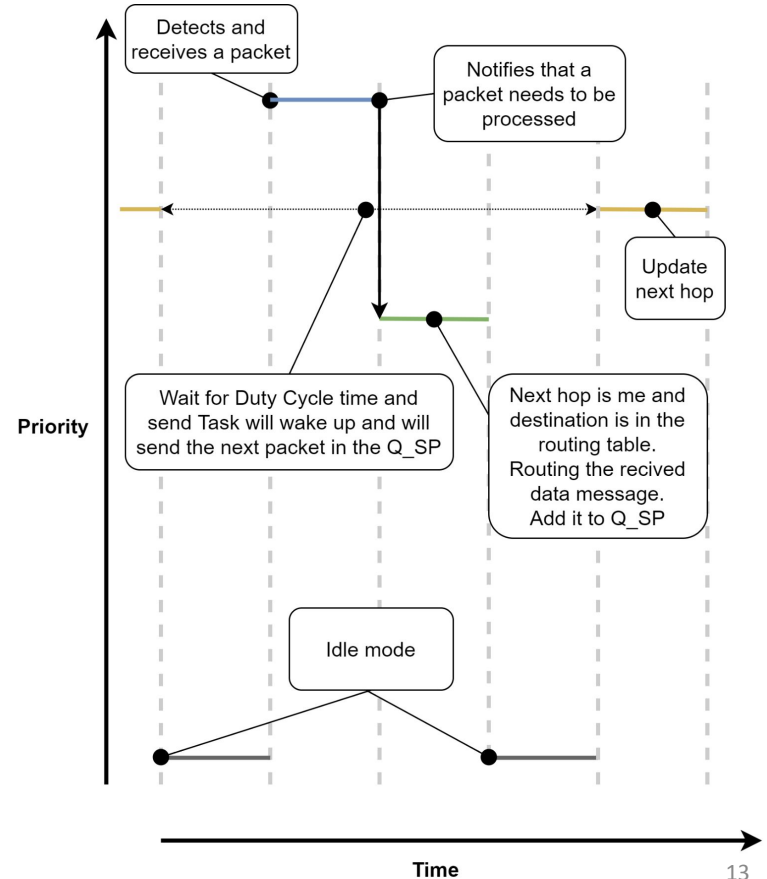 Detects and
receives a packet
Notifies that a
packet needs to be
processed
Update
next hop
Wait for Duty Cycle time and
send Task will wake up and will
send the next packet in the Q_SP
Next hop is me and
destination is in the
routing table.
Routing the recived
data message.
Add it to Q_SP
Priority
Idle mode
Time
13